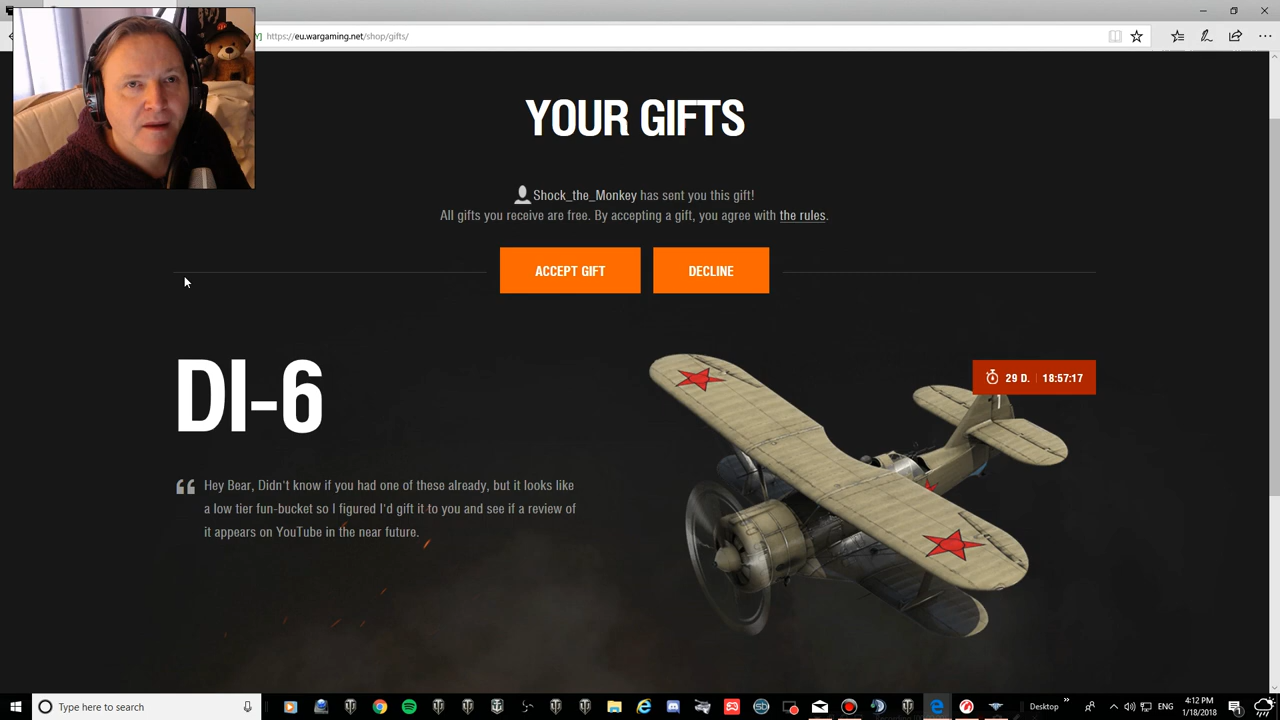 https://eu.wargaming.net/shop/gifts/
YOUR GIFTS
Shock_the_Monkey has sent you this gift!
All gifts you receive are free. By accepting a gift, you agree with the rules.
ACCEPT GIFT
DECLINE
DI-6
29 D. 18:57:17
Hey Bear, Didn't know if you had one of these already, but it looks like
a low tier fun-bucket so I figured I'd gift it to you and see if a review of
it appears on YouTube in the near future.
Type here to search
Desktop
ENG
4:12 PM
1/18/2018